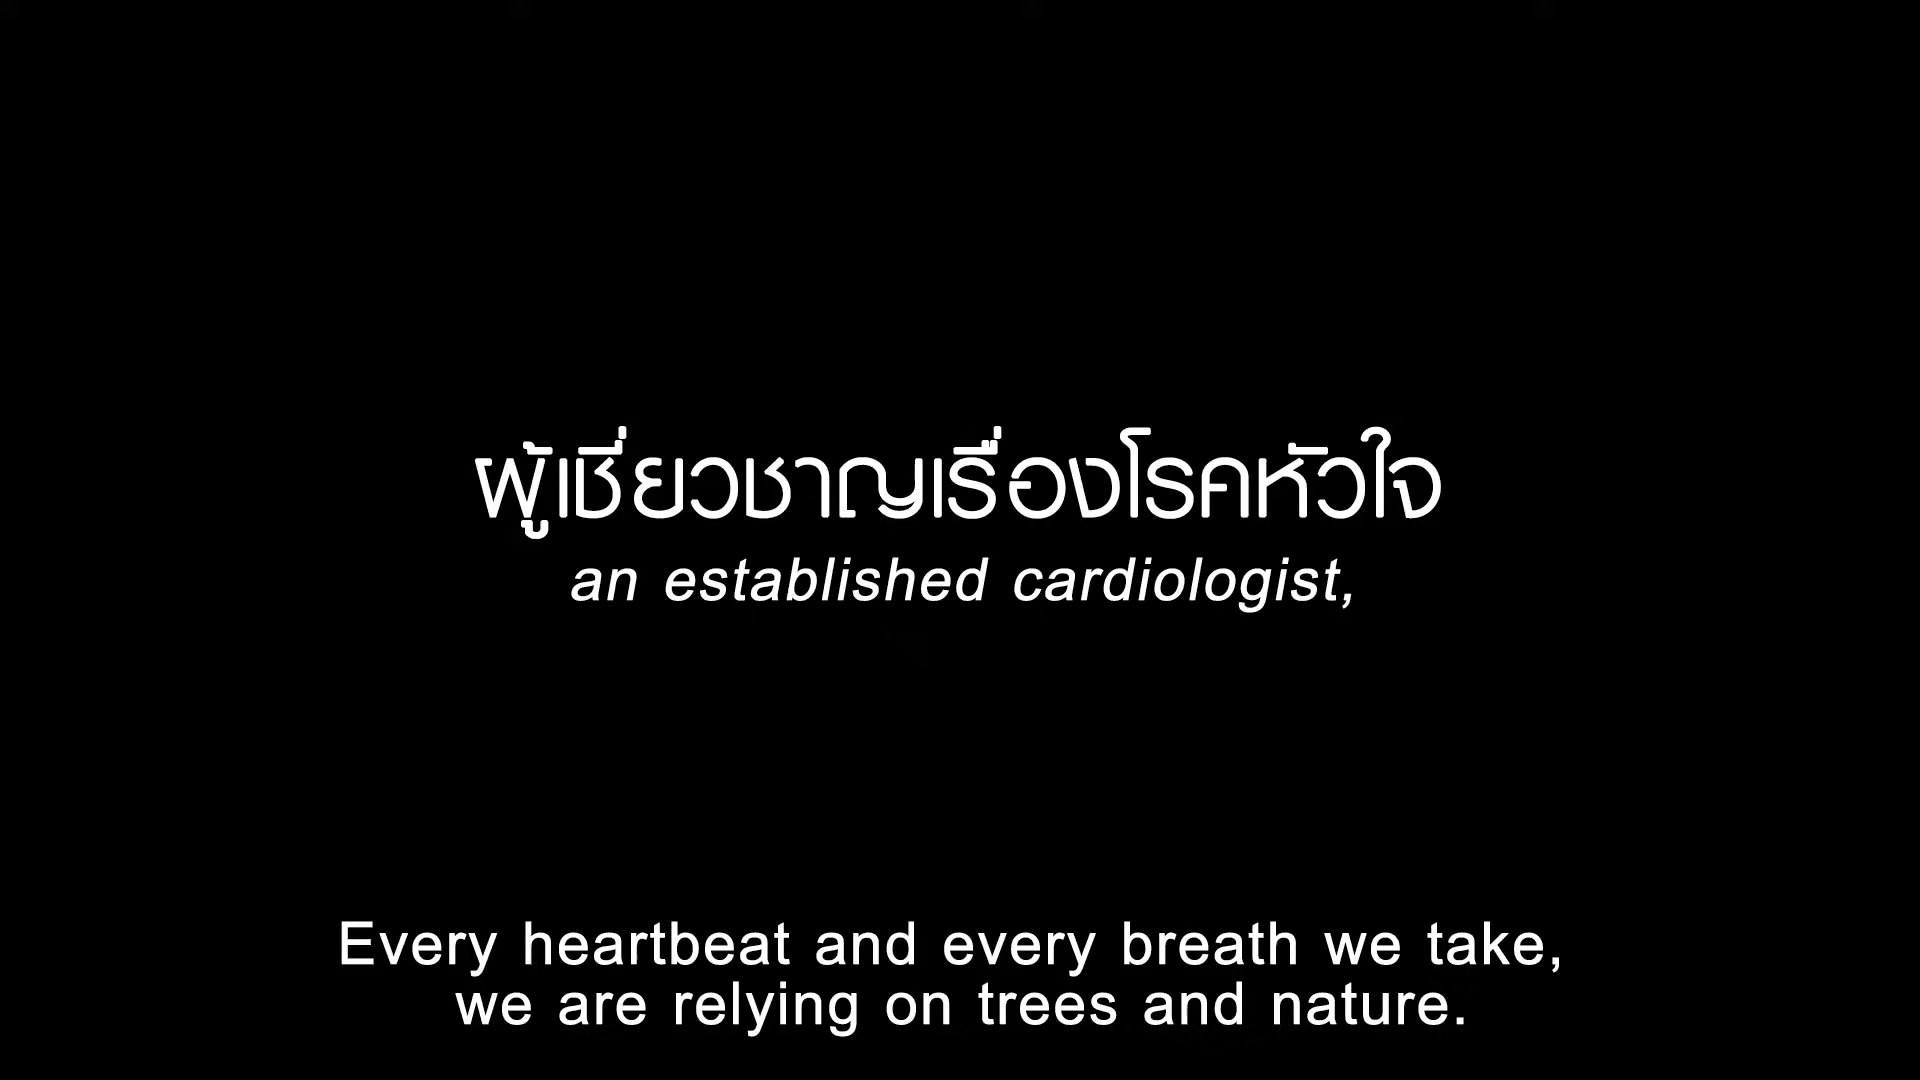 ผู้เชี่ยวชาญเรื่องโรคหัวใจ
an established cardiologist,
Every heartbeat and every breath we take,
we are relying on trees and nature.